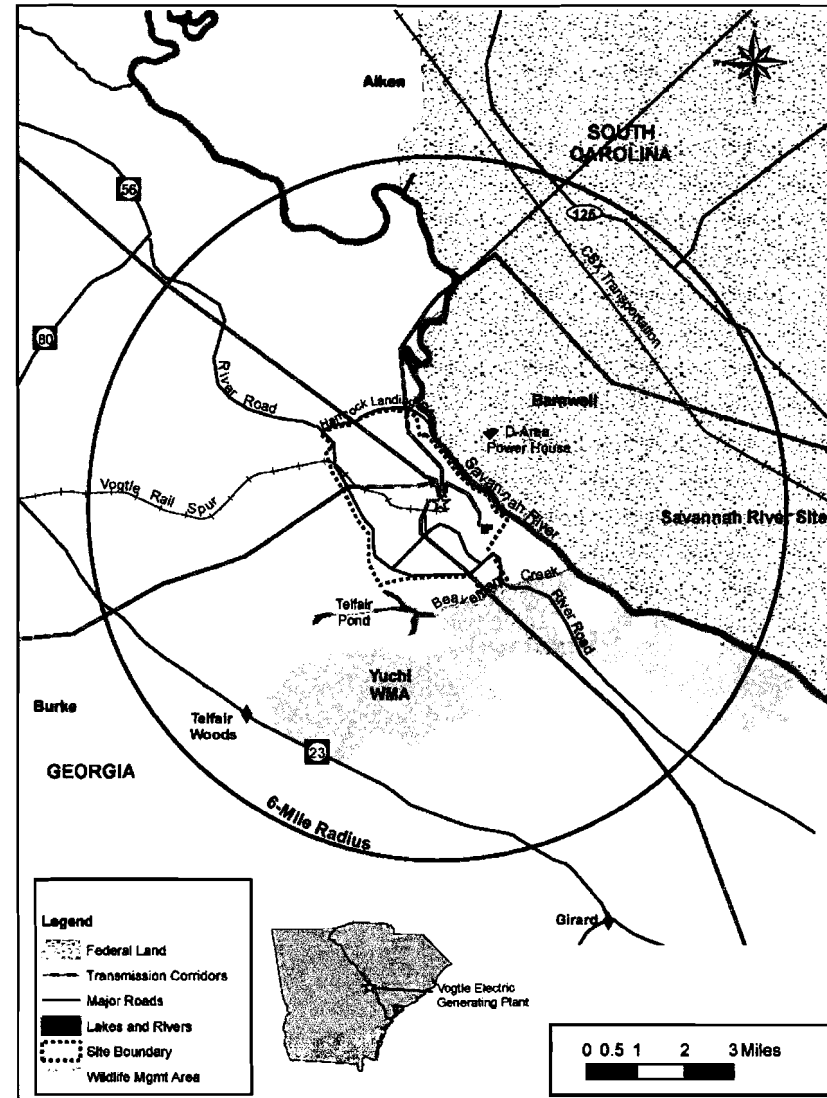 Aiken
SOUTH
CAROLINA
56
125
CSX Transportation
80
River Road
Hancock Landing
Barnwell
D-Area
Power House
Savannah River
Vogtle Rail Spur
Savannah River Site
Creek
River Road
Telfair
Pond
Yuchi
WMA
Burke
Telfair
Woods
23
GEORGIA
6-Mile Radius
Girard
Legend
Federal Land
Transmission Corridors
Major Roads
Lakes and Rivers
Site Boundary
Wildlife Mgmt Area
Vogtle Electric
Generating Plant
0 0.5 1 2 3 Miles